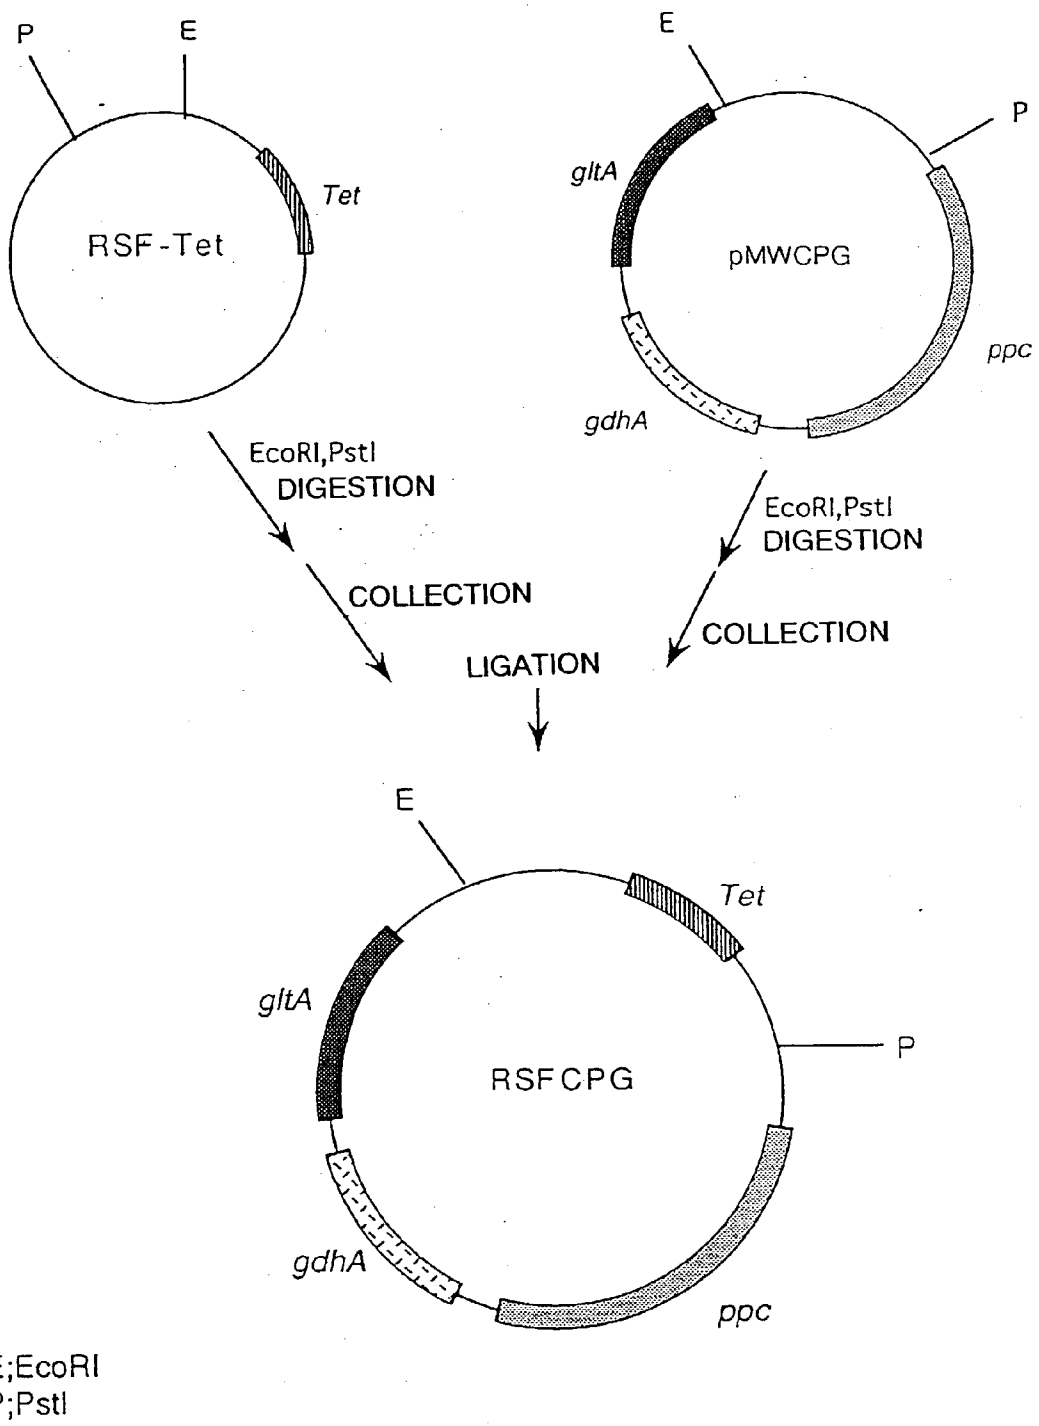 P
E
Tet
RSF-Tet
E
P
gltA
pMWCPG
ppc
gdhA
EcoRI,PstI
DIGESTION
COLLECTION
EcoRI,PstI
DIGESTION
COLLECTION
LIGATION
E
Tet
gltA
P
RSFCPG
gdhA
ppc
E;EcoRI
P;PstI